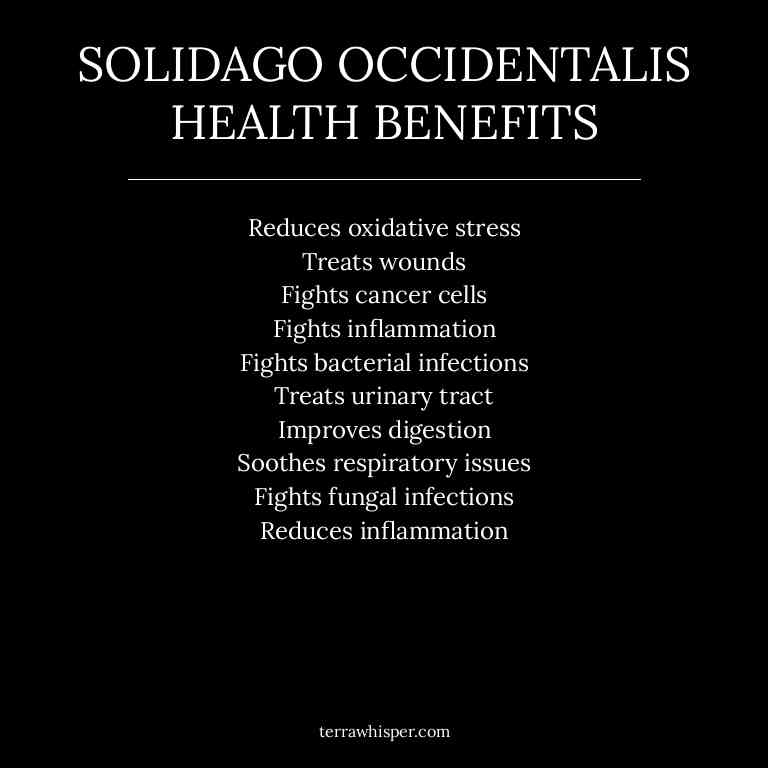 SOLIDAGO OCCIDENTALIS
HEALTH BENEFITS
Reduces oxidative stress
Treats wounds
Fights cancer cells
Fights inflammation
Fights bacterial infections
Treats urinary tract
Improves digestion
Soothes respiratory issues
Fights fungal infections
Reduces inflammation
terrawhisper.com